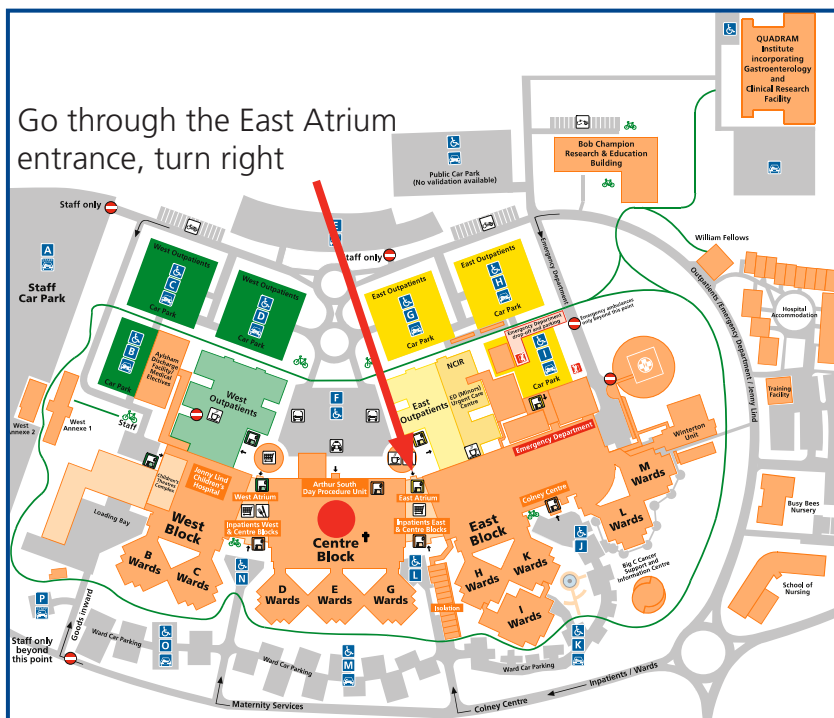 QUADRAM
Institute
incorporating
Gastroenterology
and
Clinical Research
Facility
Go through the East Atrium
entrance, turn right
Bob Champion
Research & Education
Building
Public Car Park
(No validation available)
Staff only
E
Staff only
A
Staff
Car Park
William Fellows
West Outpatients
C
Car Park
West Outpatients
D
Car Park
East Outpatients
G
Car Park
East Outpatients
H
Car Park
Emergency Department
Outpatients /Emergency Department / Jenny Lind
Hospital
Accommodation
Emergency ambulances
only beyond this point
Emergency Department
drop-off and parking
B
Car Park
Aylsham
Discharge
Facility/
Medical
Electives
West Outpatients
F
East
Outpatients
NCIR
ED (Minors)
Urgent Care
Centre
I
Car Park
Training
Facility
West
Annexe 2
West
Annexe 1
Staff
Emergency Department
Winterton
Unit
Children's
Theatres
Complex
Jenny Lind
Children's
Hospital
West Atrium
Arthur South
Day Procedure Unit
East Atrium
Colney Centre
M
Wards
L
Wards
Loading Bay
West
Block
Inpatients West
& Centre Blocks
Centre
Block
Inpatients East
& Centre Blocks
East
Block
Busy Bees
Nursery
B
Wards
C
Wards
N
D
Wards
E
Wards
G
Wards
L
H
Wards
K
Wards
I
Wards
J
Big C Cancer
Support and
Information Centre
School of
Nursing
Isolation
P
Goods inward
Staff only
beyond
this point
Ward Car Parking
O
Ward Car Parking
M
Ward Car Parking
K
Maternity Services
Colney Centre
Inpatients / Wards